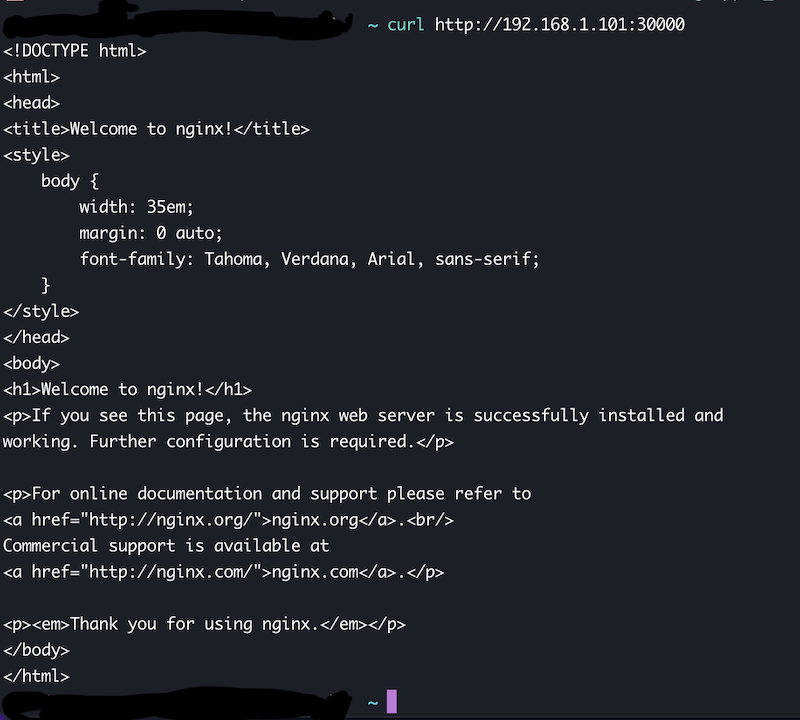 ~ curl http://192.168.1.101:30000
<!DOCTYPE html>
<html>
<head>
<title>Welcome to nginx!</title>
<style>
    body {
        width: 35em;
        margin: 0 auto;
        font-family: Tahoma, Verdana, Arial, sans-serif;
    }
</style>
</head>
<body>
<h1>Welcome to nginx!</h1>
<p>If you see this page, the nginx web server is successfully installed and
working. Further configuration is required.</p>

<p>For online documentation and support please refer to
<a href="http://nginx.org/">nginx.org</a>.<br/>
Commercial support is available at
<a href="http://nginx.com/">nginx.com</a>.</p>

<p><em>Thank you for using nginx.</em></p>
</body>
</html>
~